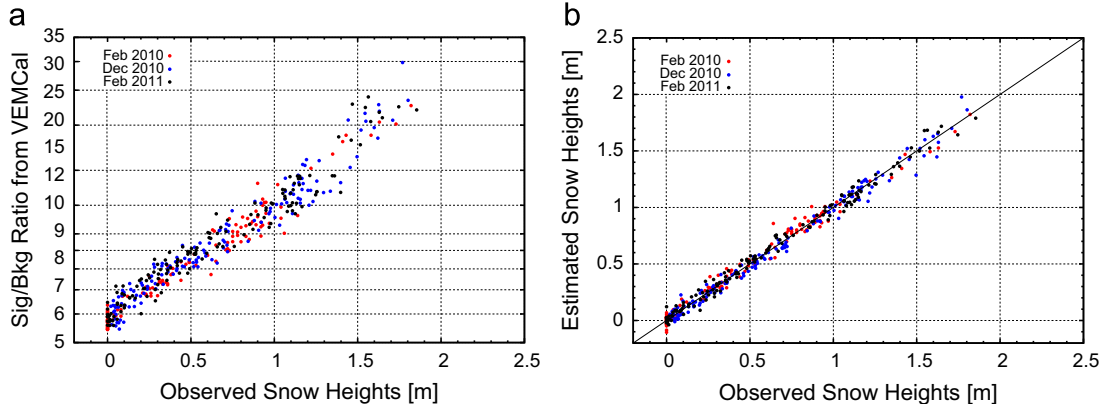 a
Sig/Bkg Ratio from VEMCal
35
30
25
20
15
12
10
9
8
7
6
5
Feb 2010
Dec 2010
Feb 2011
0
0.5
1
1.5
2
2.5
Observed Snow Heights [m]
b
Estimated Snow Heights [m]
2.5
2
1.5
1
0.5
0
Feb 2010
Dec 2010
Feb 2011
0
0.5
1
1.5
2
2.5
Observed Snow Heights [m]